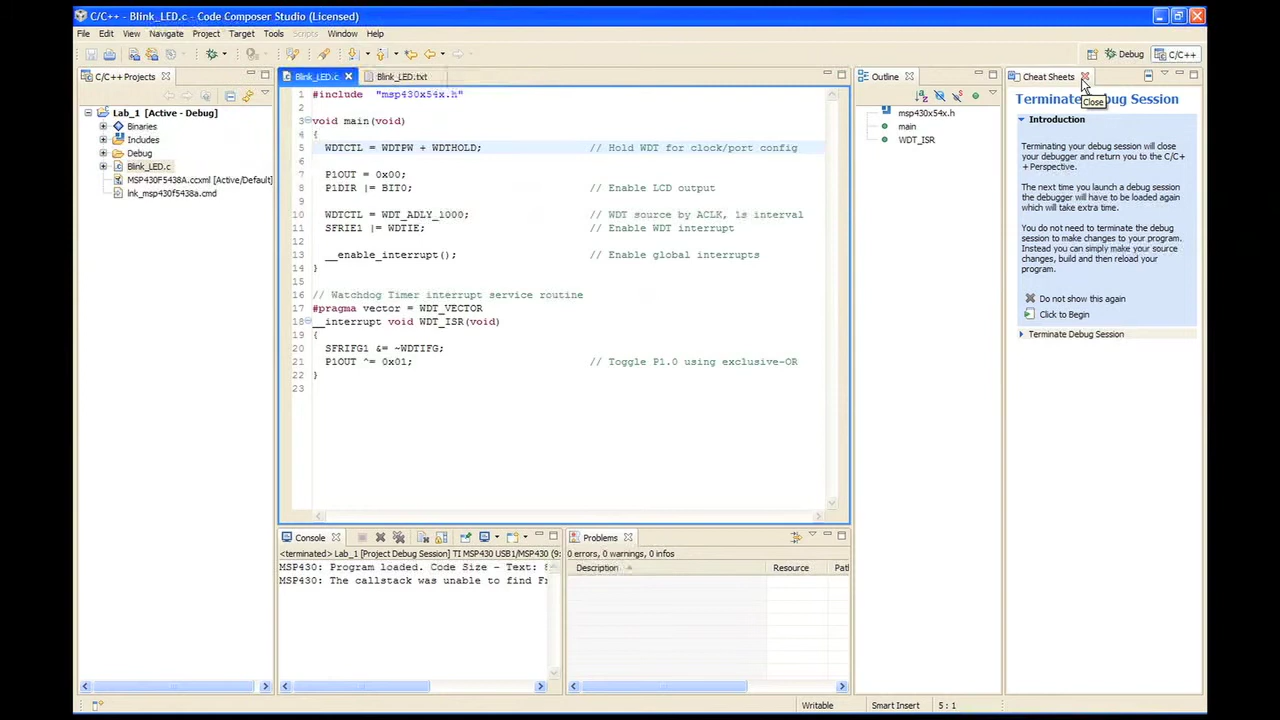 C/C++ - Blink_LED.c - Code Composer Studio (Licensed)
File Edit View Navigate Project Target Tools Scripts Window Help
Debug C/C++
C/C++ Projects
Lab_1 [Active - Debug]
Binaries
Includes
Debug
Blink_LED.c
MSP430F5438A.ccxml [Active/Default]
lnk_msp430f5438a.cmd
Blink_LED.c Blink_LED.txt
1 #include "msp430x54x.h"
2
3 void main(void)
4 {
5 WDTCTL = WDTPW + WDTHOLD; // Hold WDT for clock/port config
6
7 P1OUT = 0x00;
8 P1DIR |= BIT0; // Enable LCD output
9
10 WDTCTL = WDT_ADLY_1000; // WDT source by ACLK, 1s interval
11 SFRIE1 |= WDTIE; // Enable WDT interrupt
12
13 __enable_interrupt(); // Enable global interrupts
14 }
15
16 // Watchdog Timer interrupt service routine
17 #pragma vector = WDT_VECTOR
18 __interrupt void WDT_ISR(void)
19 {
20 SFRIFG1 &= ~WDTIFG;
21 P1OUT ^= 0x01; // Toggle P1.0 using exclusive-OR
22 }
23
Outline
msp430x54x.h
main
WDT_ISR
Cheat Sheets
Close
Terminate Debug Session
Introduction
Terminating your debug session will close
your debugger and return you to the C/C+
+ Perspective.
The next time you launch a debug session
the debugger will have to be loaded again
which will take extra time.
You do not need to terminate the debug
session to make changes to your program.
Instead you can simply make your source
changes, build and then reload your
program.
Do not show this again
Click to Begin
Terminate Debug Session
Console
<terminated> Lab_1 [Project Debug Session] TI MSP430 USB1/MSP430 (9:
MSP430: Program loaded. Code Size - Text:
MSP430: The callstack was unable to find
Problems
0 errors, 0 warnings, 0 infos
Description Resource Path
Writable Smart Insert 5 : 1